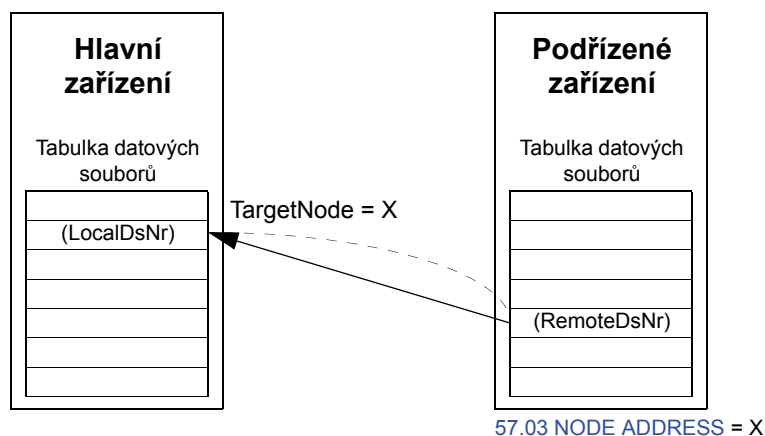 Hlavní
zařízení
Tabulka datových
souborů
(LocalDsNr)
TargetNode = X
Podřízené
zařízení
Tabulka datových
souborů
(RemoteDsNr)
57.03 NODE ADDRESS = X